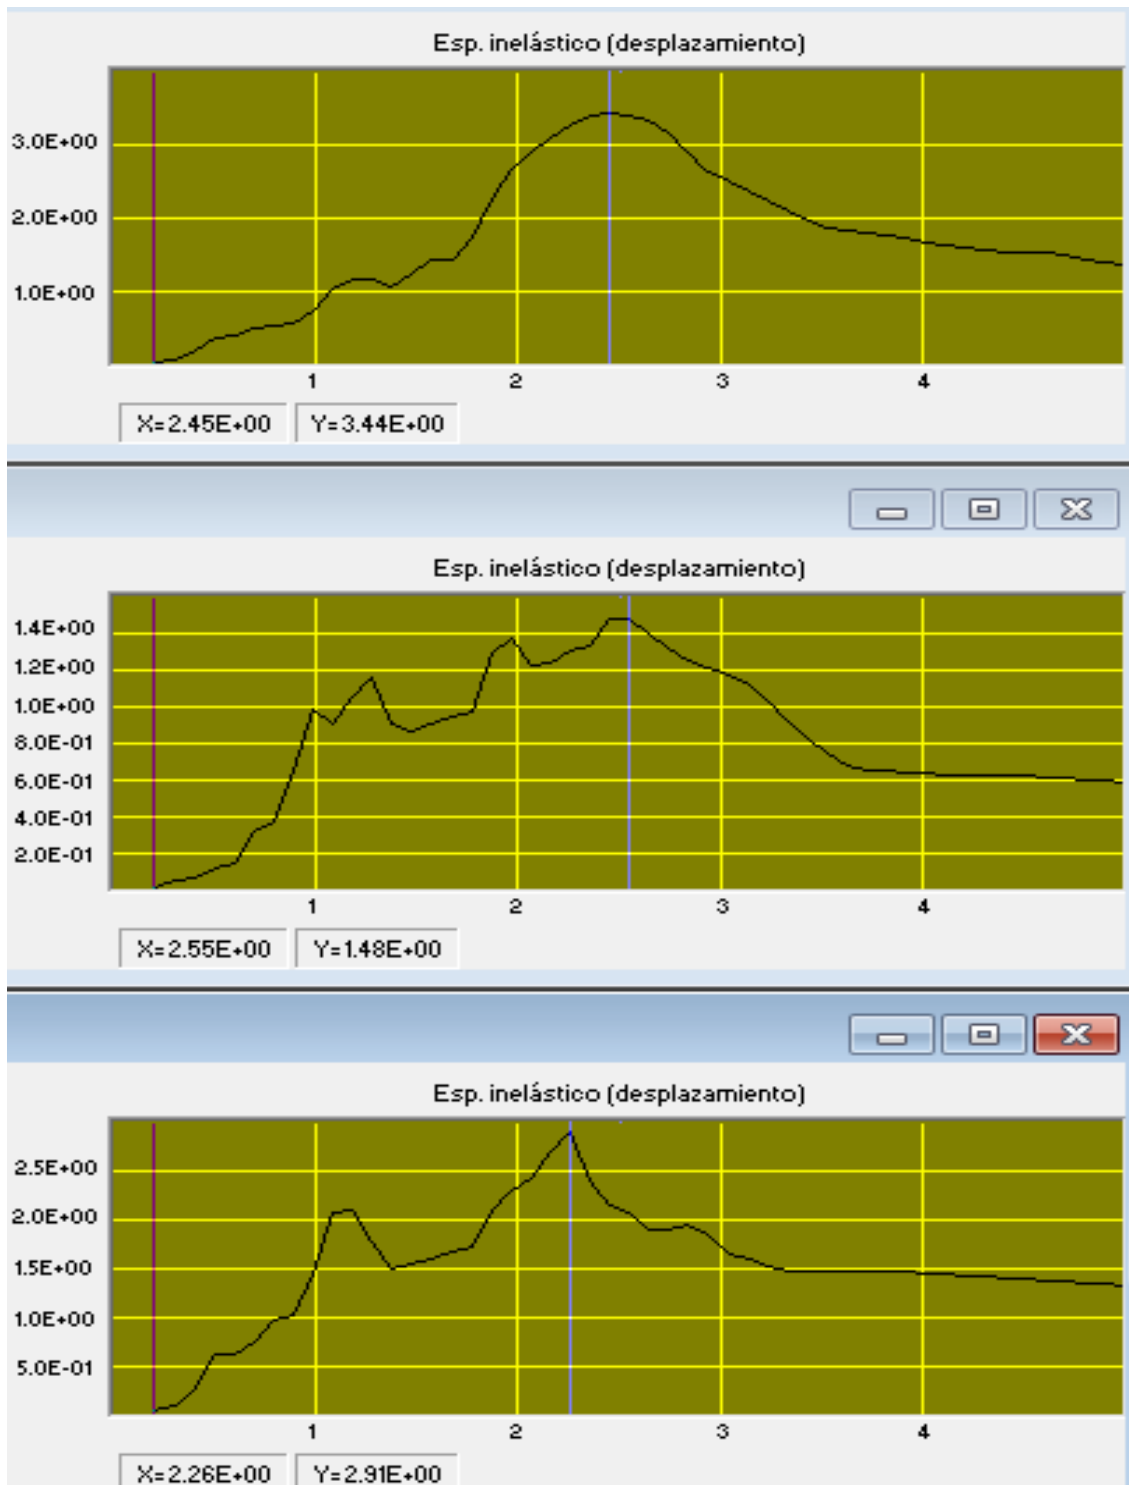 Esp. inelástico (desplazamiento)
3.0E+00
2.0E+00
1.0E+00
1 2 3 4
X=2.45E+00 Y=3.44E+00
Esp. inelástico (desplazamiento)
1.4E+00
1.2E+00
1.0E+00
8.0E-01
6.0E-01
4.0E-01
2.0E-01
1 2 3 4
X=2.55E+00 Y=1.48E+00
Esp. inelástico (desplazamiento)
2.5E+00
2.0E+00
1.5E+00
1.0E+00
5.0E-01
1 2 3 4
X=2.26E+00 Y=2.91E+00